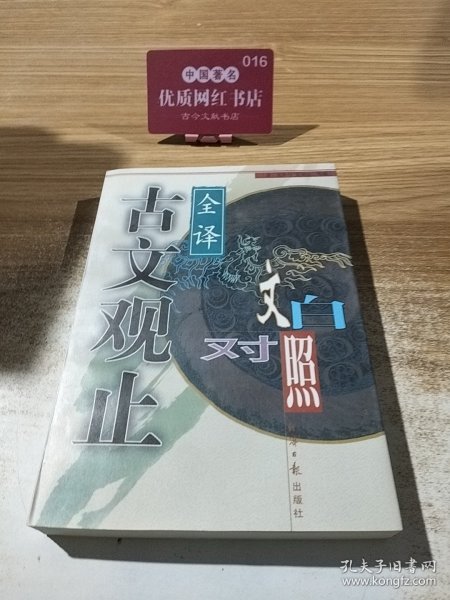 016
中国著名
优质网红书店
古今文献书店
古文观止
全译
文白
对照
日报出版社
孔夫子旧书网
www.kongfz.com